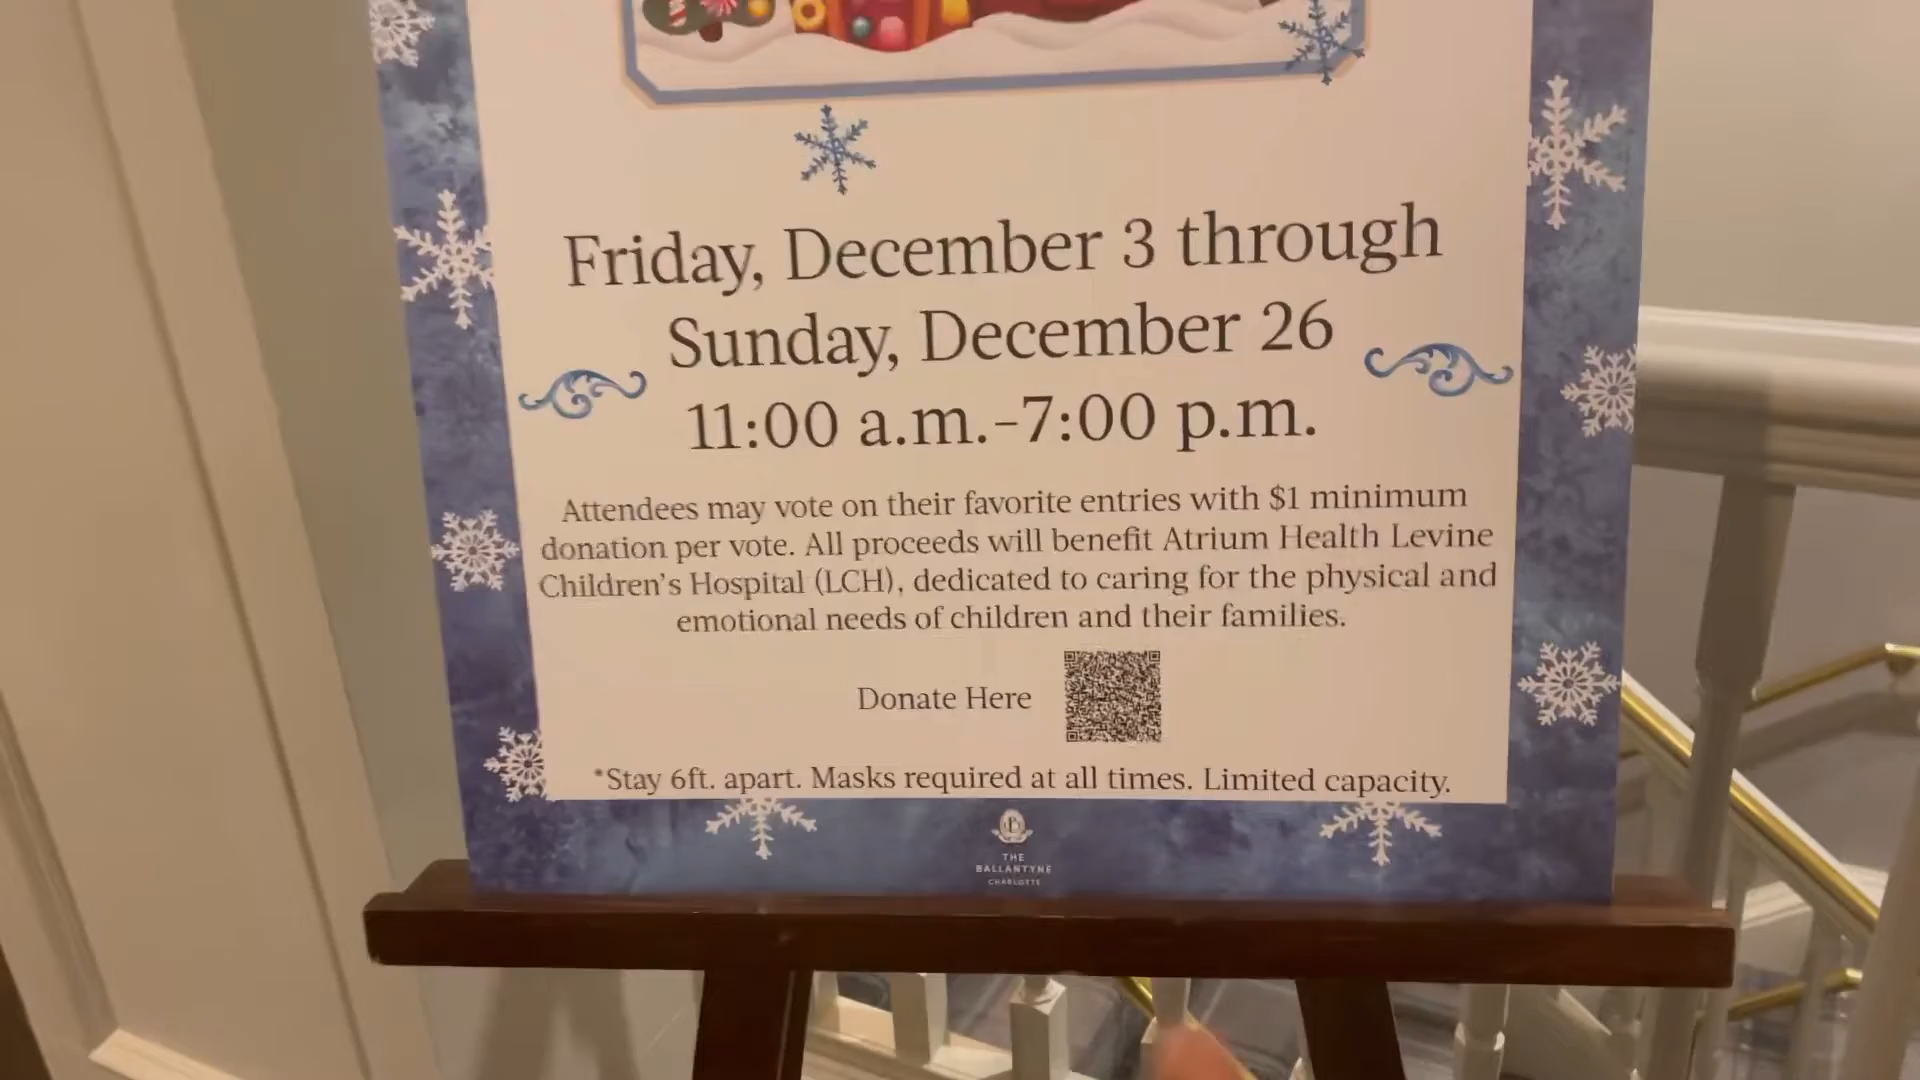 Friday, December 3 through
Sunday, December 26
11:00 a.m.-7:00 p.m.
Attendees may vote on their favorite entries with $1 minimum
donation per vote. All proceeds will benefit Atrium Health Levine
Children's Hospital (LCH), dedicated to caring for the physical and
emotional needs of children and their families.
Donate Here
*Stay 6ft. apart. Masks required at all times. Limited capacity.
B
THE
BALLANTYNE
CHARLOTTE